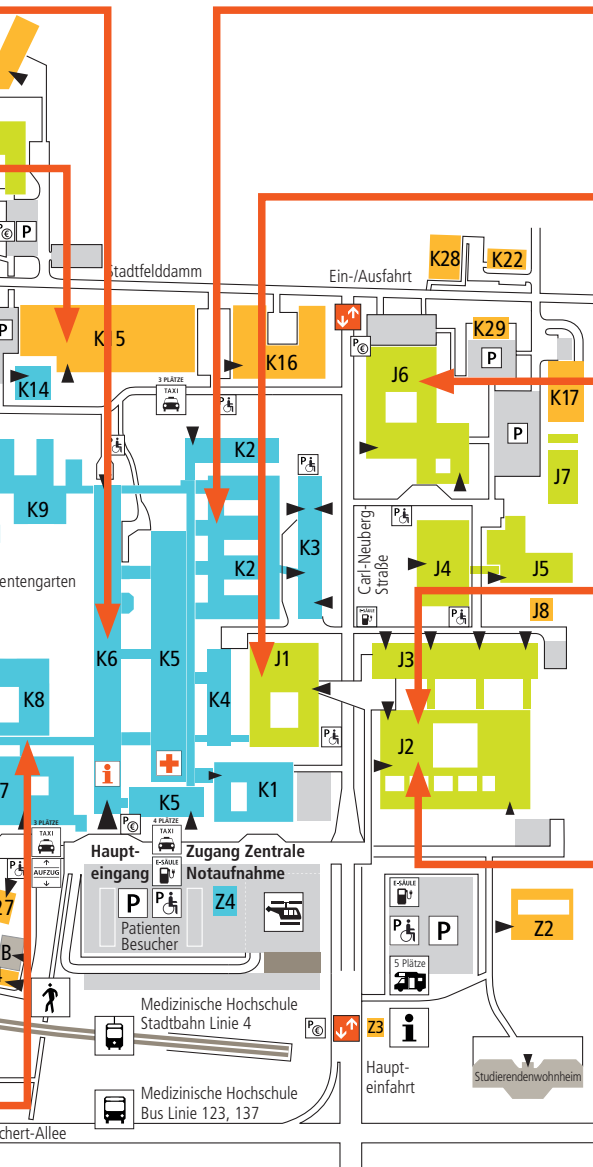 P€
P
Stadtfelddamm
Ein-/Ausfahrt
K28
K22
P
K15
K16
K29
P€
P
J6
K14
3 PLÄTZE
TAXI
K17
P
P
K2
P
P
J7
K9
K3
K2
P
Carl-Neuberg-
Straße
J4
J5
entengarten
E-SÄULE
P
J8
K6
K5
J1
J3
K4
K8
P
J2
i
7
K1
K5
3 PLÄTZE
TAXI
AUFZUG
P€
4 PLÄTZE
TAXI
Haupt-
eingang
E-SÄULE
Zugang Zentrale
Notaufnahme
P
P
Z4
Patienten
Besucher
P
27
B
E-SÄULE
P
P
5 Plätze
Z2
Medizinische Hochschule
Stadtbahn Linie 4
P€
Z3
i
Haupt-
einfahrt
Studierendenwohnheim
Medizinische Hochschule
Bus Linie 123, 137
chert-Allee